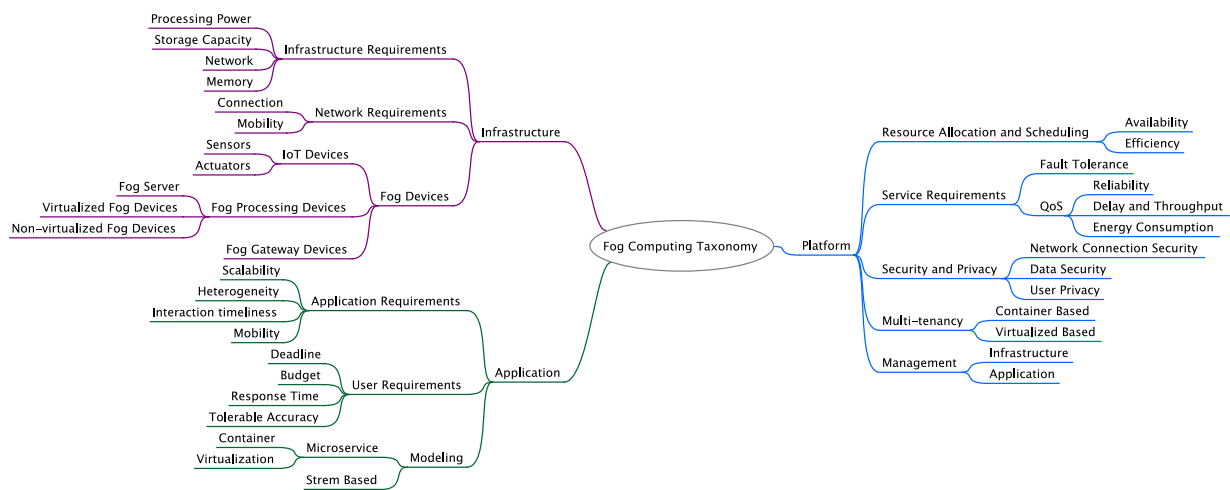 Fog Computing Taxonomy
Infrastructure
Infrastructure Requirements
Processing Power
Storage Capacity
Network
Memory
Network Requirements
Connection
Mobility
Fog Devices
IoT Devices
Sensors
Actuators
Fog Processing Devices
Fog Server
Virtualized Fog Devices
Non-virtualized Fog Devices
Fog Gateway Devices
Application
Application Requirements
Scalability
Heterogeneity
Interaction timeliness
Mobility
User Requirements
Deadline
Budget
Response Time
Tolerable Accuracy
Modeling
Microservice
Container
Virtualization
Strem Based
Platform
Resource Allocation and Scheduling
Availability
Efficiency
Service Requirements
Fault Tolerance
QoS
Reliability
Delay and Throughput
Energy Consumption
Security and Privacy
Network Connection Security
Data Security
User Privacy
Multi-tenancy
Container Based
Virtualized Based
Management
Infrastructure
Application